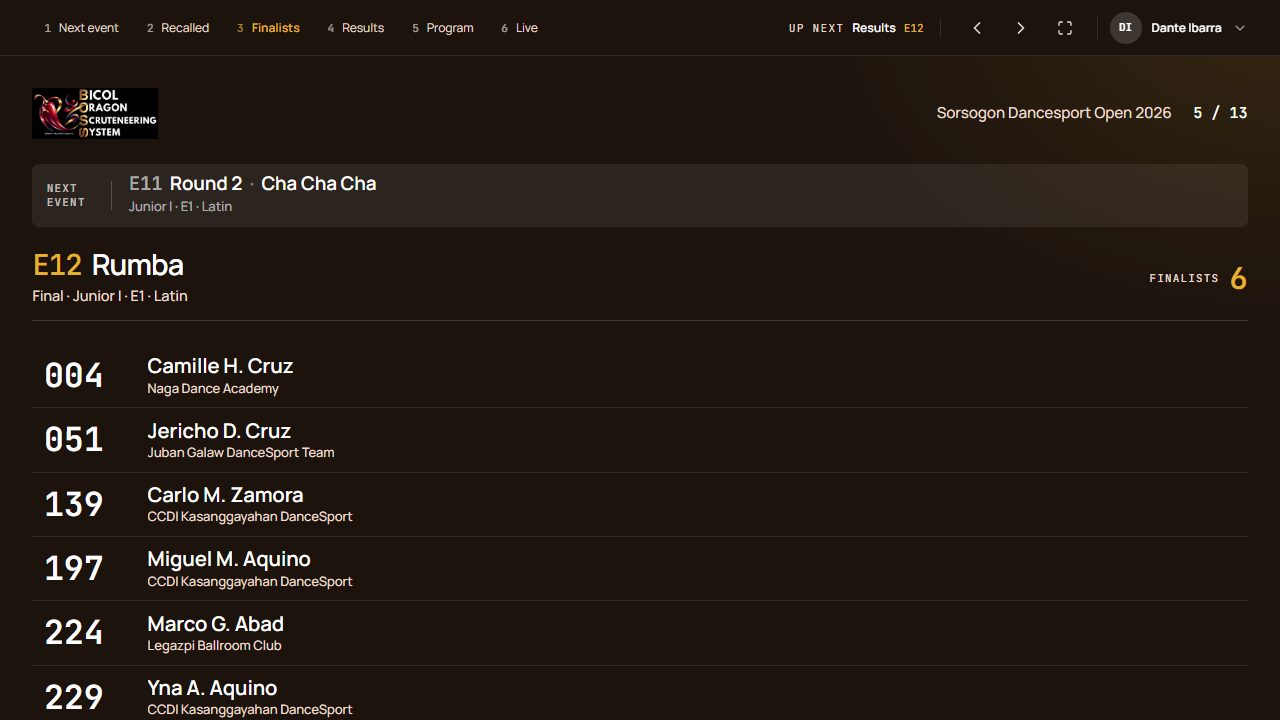 1 Next event
2 Recalled
3 Finalists
4 Results
5 Program
6 Live
UP NEXT Results E12
DI Dante Ibarra
BICOL
DRAGON
SCRUTENEERING
SYSTEM
Sorsogon Dancesport Open 2026 5 / 13
NEXT
EVENT
E11 Round 2 · Cha Cha Cha
Junior I · E1 · Latin
E12 Rumba
Final · Junior I · E1 · Latin
FINALISTS 6
004 Camille H. Cruz
Naga Dance Academy
051 Jericho D. Cruz
Juban Galaw DanceSport Team
139 Carlo M. Zamora
CCDI Kasanggayahan DanceSport
197 Miguel M. Aquino
CCDI Kasanggayahan DanceSport
224 Marco G. Abad
Legazpi Ballroom Club
229 Yna A. Aquino
CCDI Kasanggayahan DanceSport